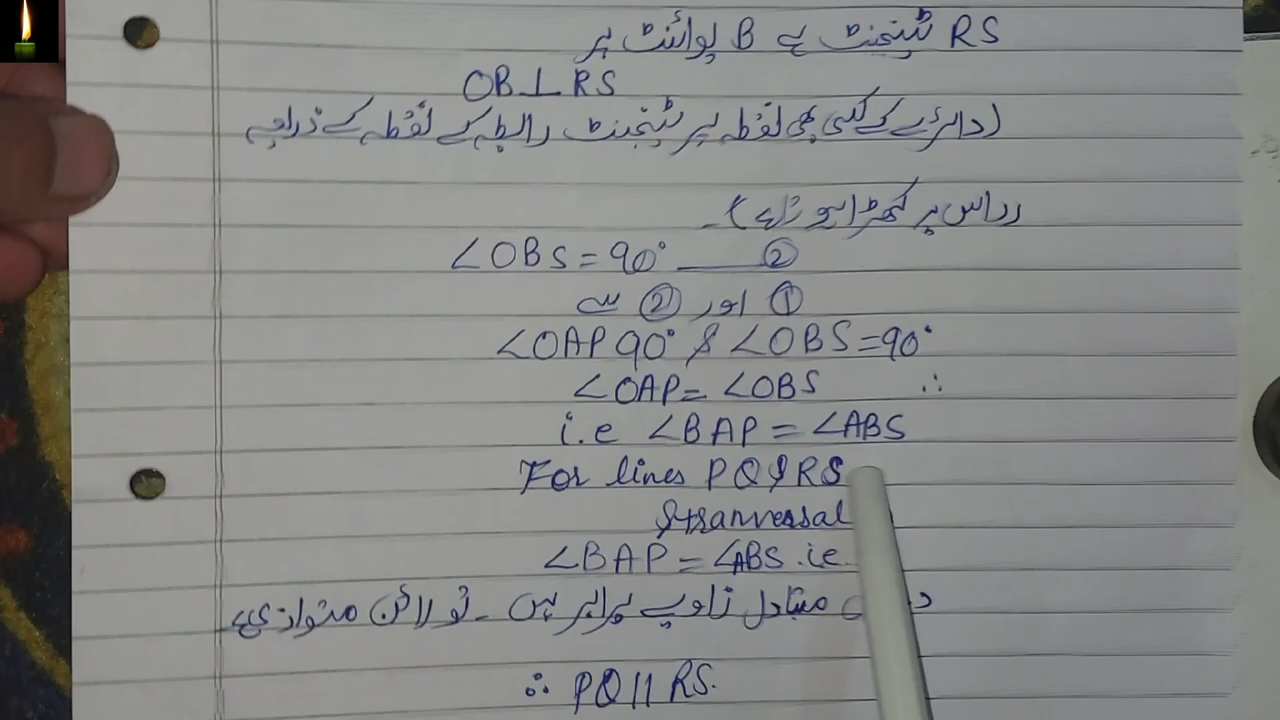 RS ٹینجنٹ ہے B پوائنٹ پر
OB⊥RS
(دائرے کے کسی بھی نقطہ پر ٹینجنٹ رابطہ کے نقطہ کے ذریعہ
رداس پر کھڑا ہوتا ہے)۔
∠OBS=90° ——— ②
① اور ② سے
∠OAP 90° & ∠OBS=90°
∴ ∠OAP= ∠OBS
i.e ∠BAP = ∠ABS
For lines PQ & RS
& tranversal
∠BAP = ∠ABS .i.e
متبادل زاویے برابر ہیں ۔ تو لائن متوازی ہے
∴ PQ || RS.